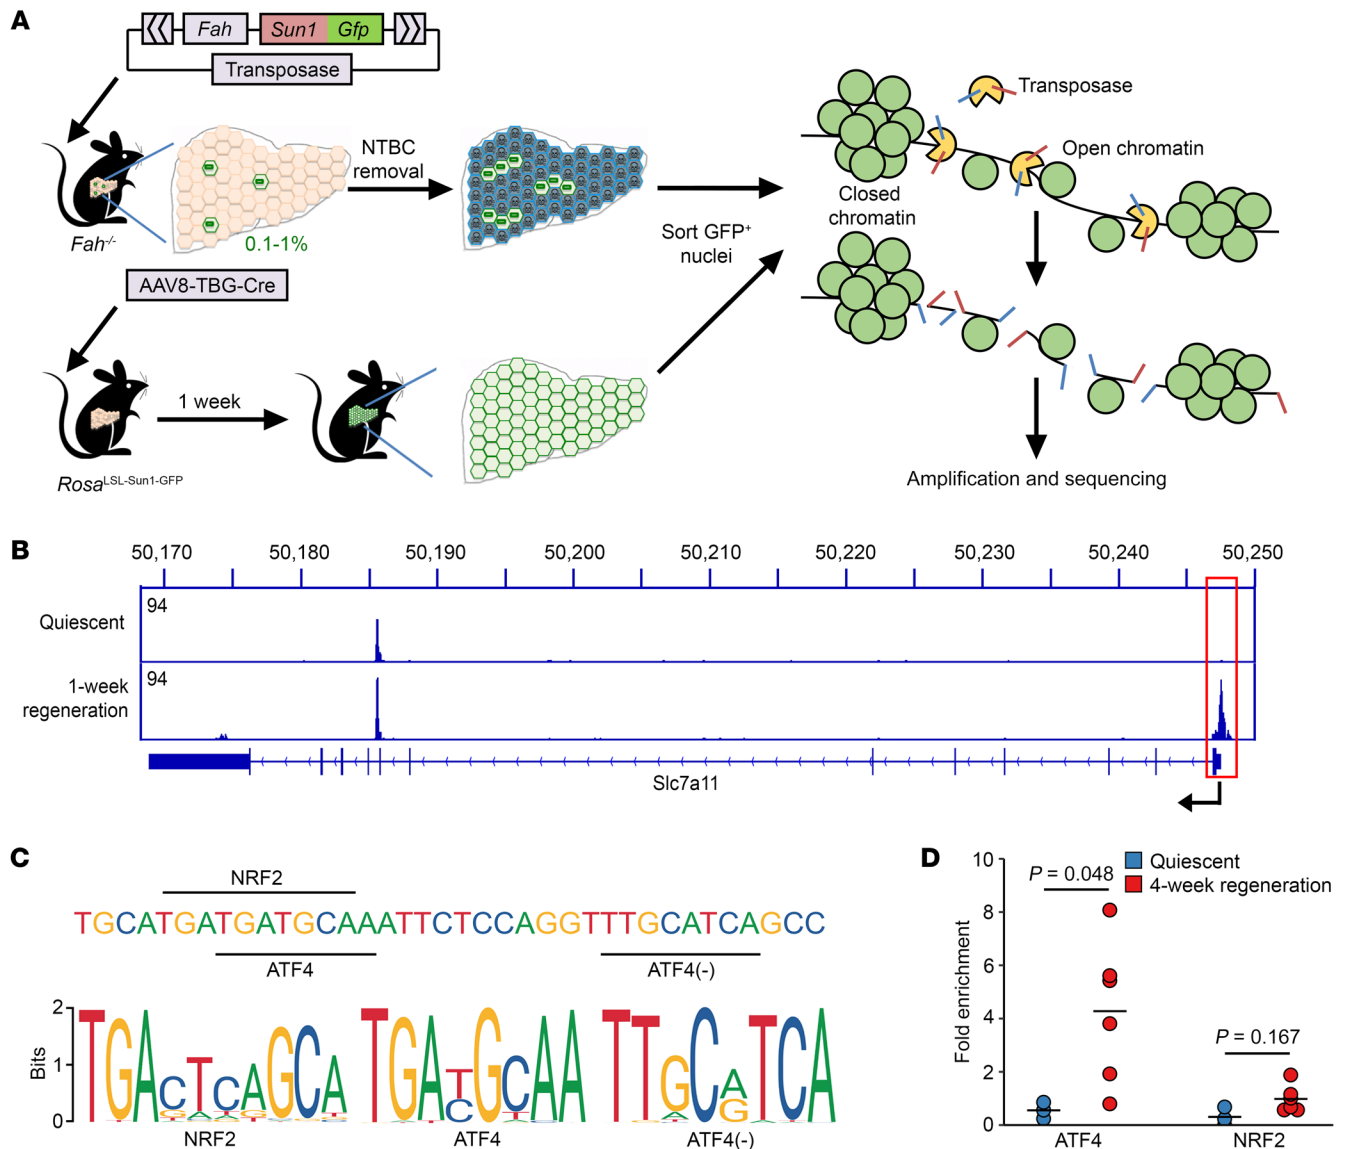 A
Fah Sun1 Gfp
Transposase
Fah-/-
0.1-1%
NTBC
removal
AAV8-TBG-Cre
RosaLSL-Sun1-GFP
1 week
Sort GFP+
nuclei
Transposase
Open chromatin
Closed
chromatin
Amplification and sequencing
B
50,170 50,180 50,190 50,200 50,210 50,220 50,230 50,240 50,250
Quiescent
94
1-week
regeneration
94
Slc7a11
C
NRF2
TGCATGATGATGCAAATTCTCCAGGTTTGCATCAGCC
ATF4 ATF4(-)
Bits
2
1
0
NRF2 ATF4 ATF4(-)
D
Quiescent
4-week regeneration
Fold enrichment
10
8
6
4
2
0
P = 0.048
P = 0.167
ATF4 NRF2